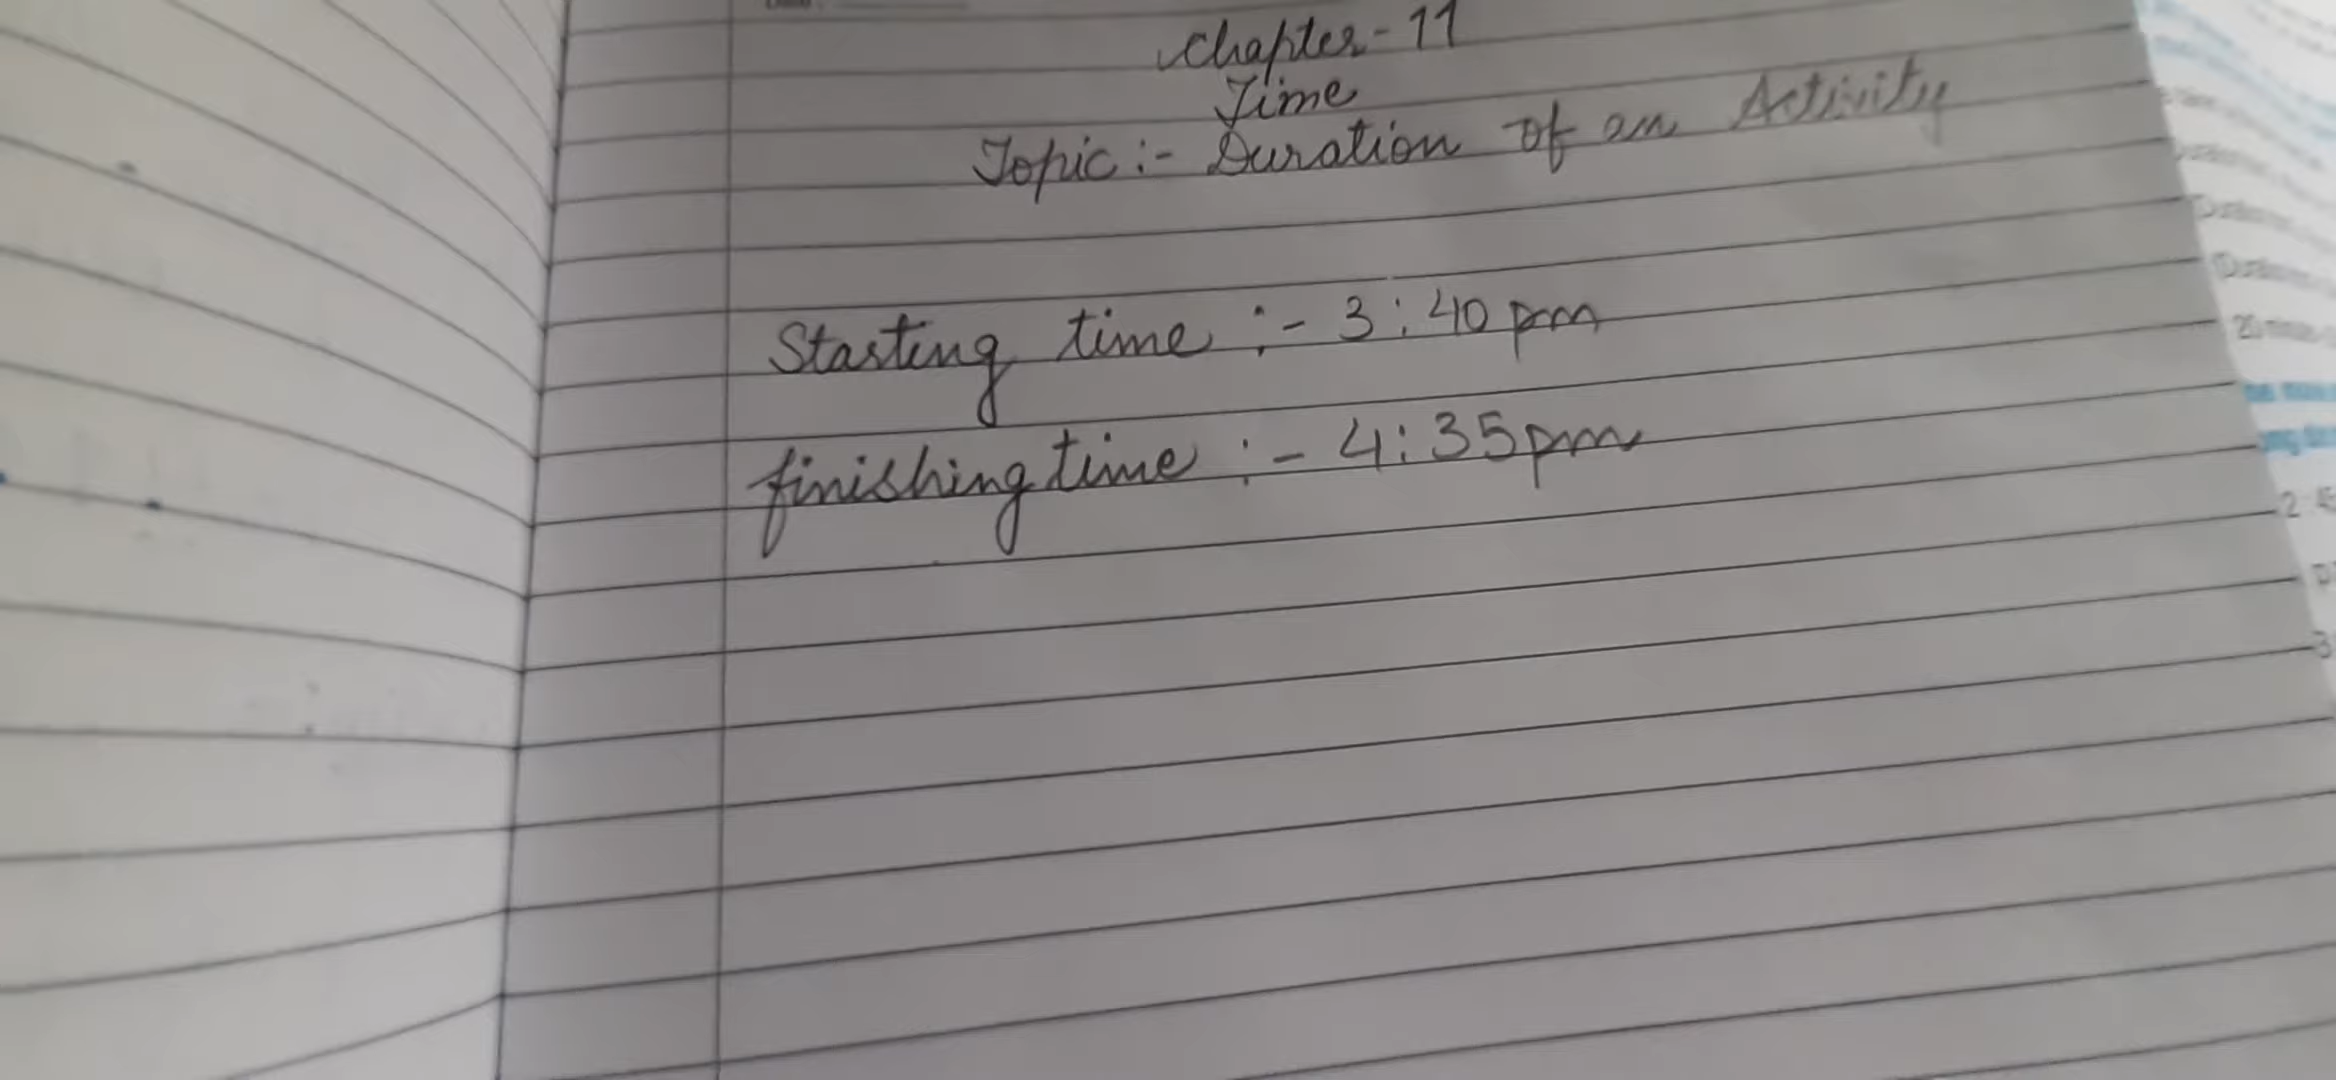 Chapter - 11
Time
Topic :- Duration of an Activity
Starting time :- 3:40 pm
finishing time :- 4:35 pm